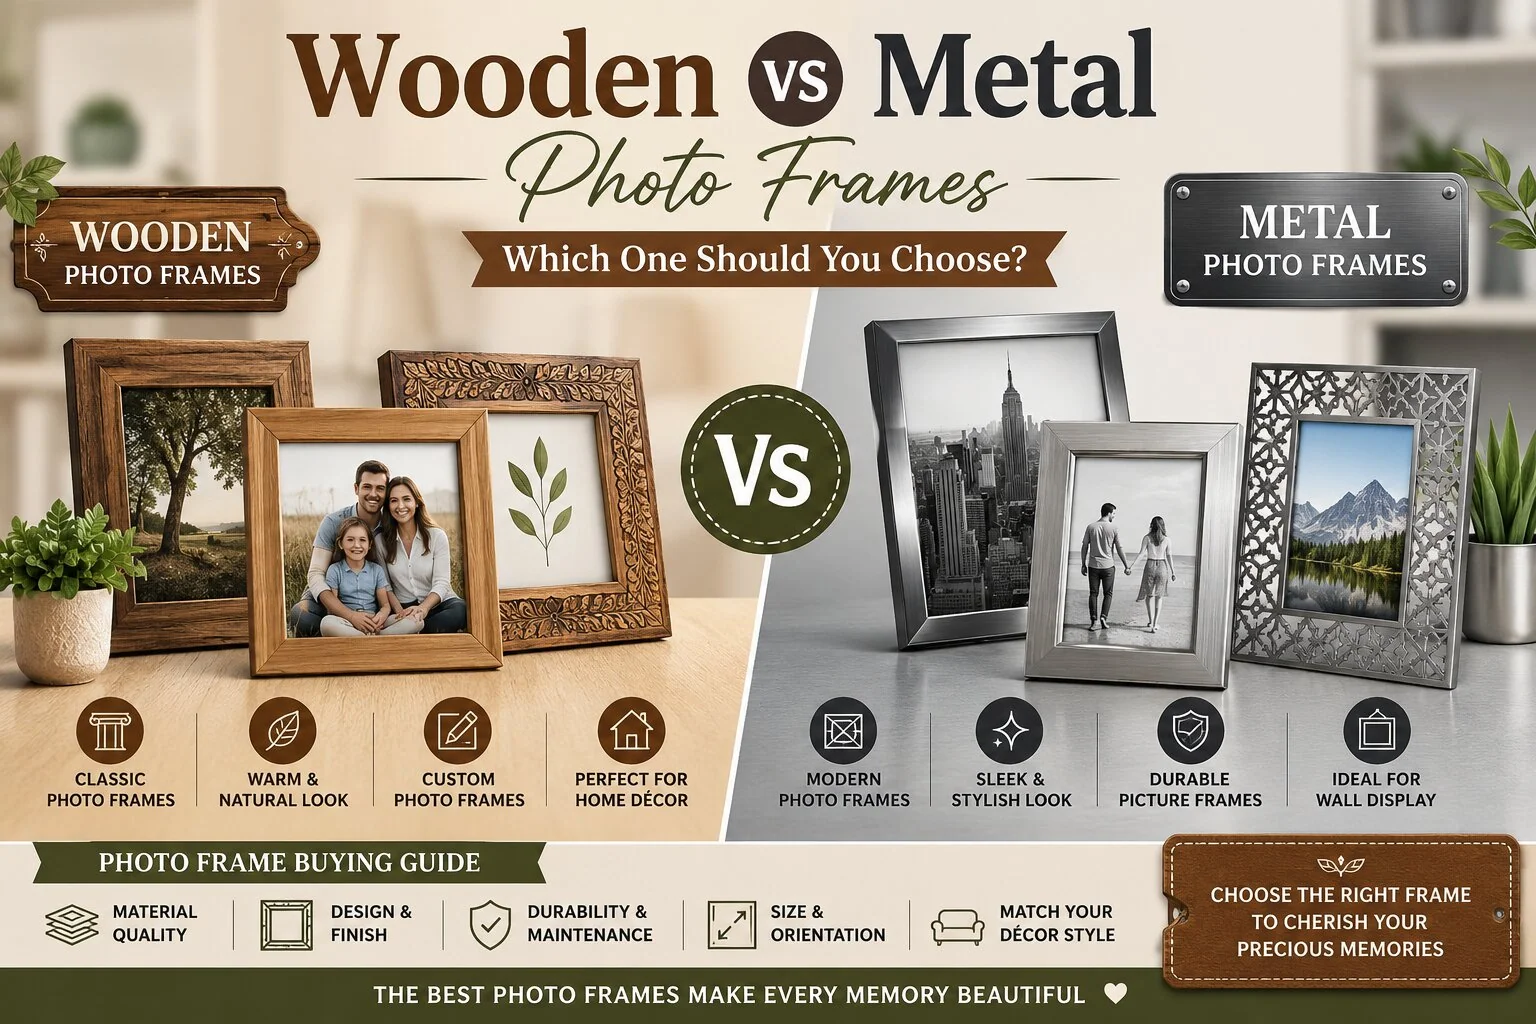 Wooden VS Metal
Photo Frames
Which One Should You Choose?
WOODEN
PHOTO FRAMES
METAL
PHOTO FRAMES
VS
CLASSIC
PHOTO FRAMES
WARM &
NATURAL LOOK
CUSTOM
PHOTO FRAMES
PERFECT FOR
HOME DÉCOR
MODERN
PHOTO FRAMES
SLEEK &
STYLISH LOOK
DURABLE
PICTURE FRAMES
IDEAL FOR
WALL DISPLAY
PHOTO FRAME BUYING GUIDE
MATERIAL
QUALITY
DESIGN &
FINISH
DURABILITY &
MAINTENANCE
SIZE &
ORIENTATION
MATCH YOUR
DÉCOR STYLE
CHOOSE THE RIGHT FRAME
TO CHERISH YOUR
PRECIOUS MEMORIES
THE BEST PHOTO FRAMES MAKE EVERY MEMORY BEAUTIFUL